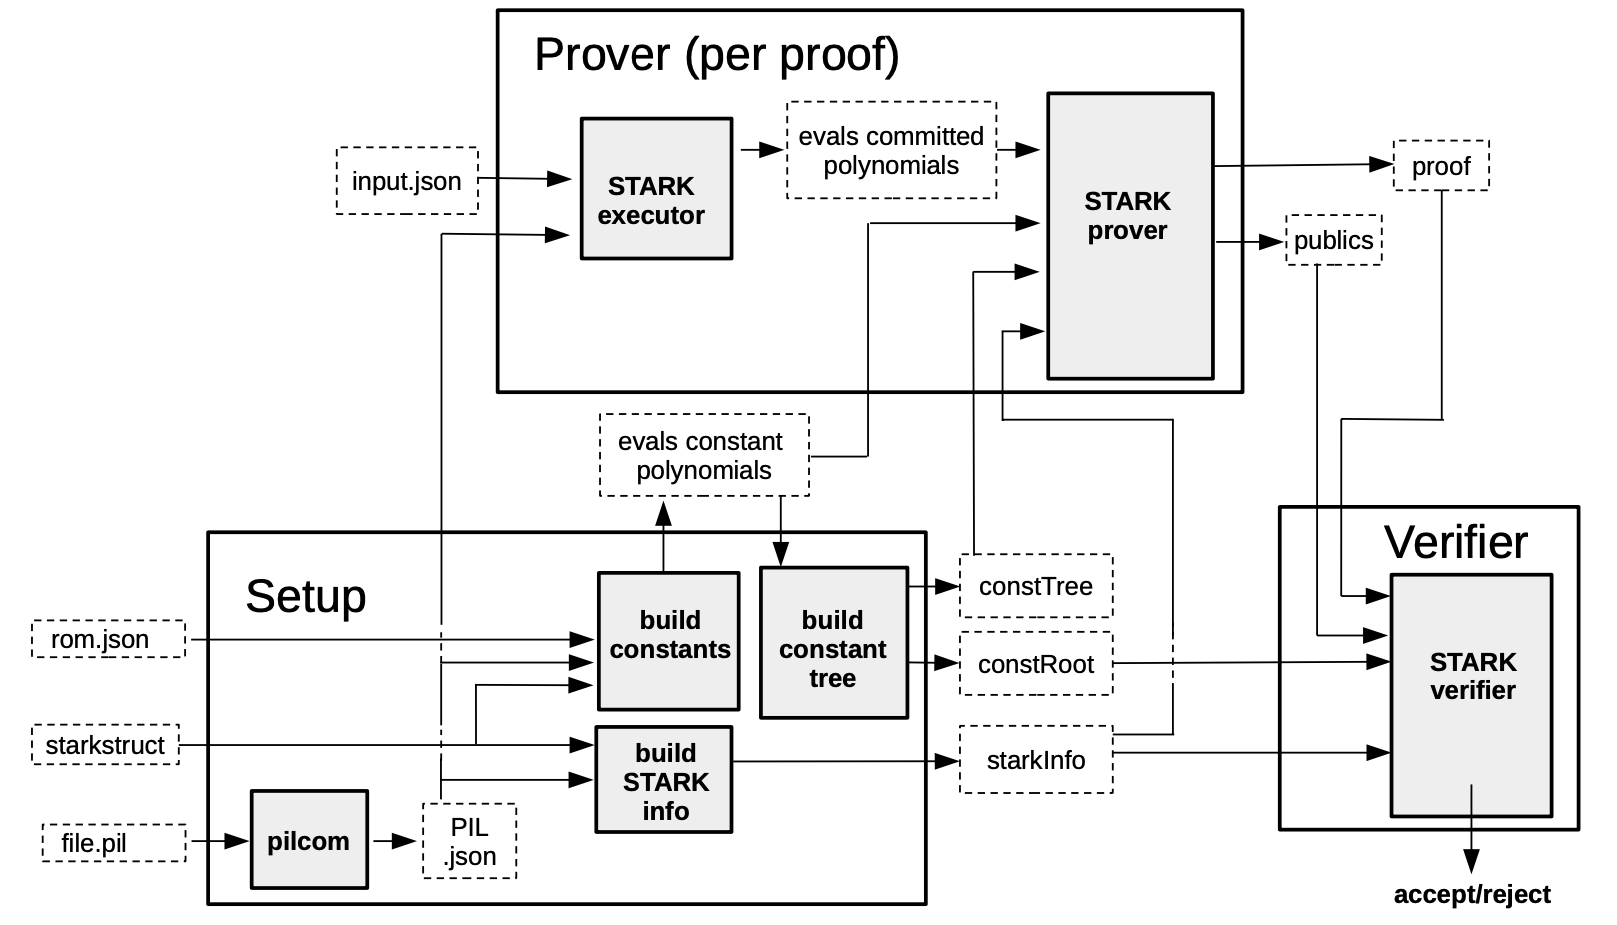 Prover (per proof)
input.json
STARK
executor
evals committed
polynomials
STARK
prover
proof
publics
evals constant
polynomials
Setup
rom.json
starkstruct
file.pil
pilcom
PIL
.json
build
constants
build
STARK
info
build
constant
tree
constTree
constRoot
starkInfo
Verifier
STARK
verifier
accept/reject